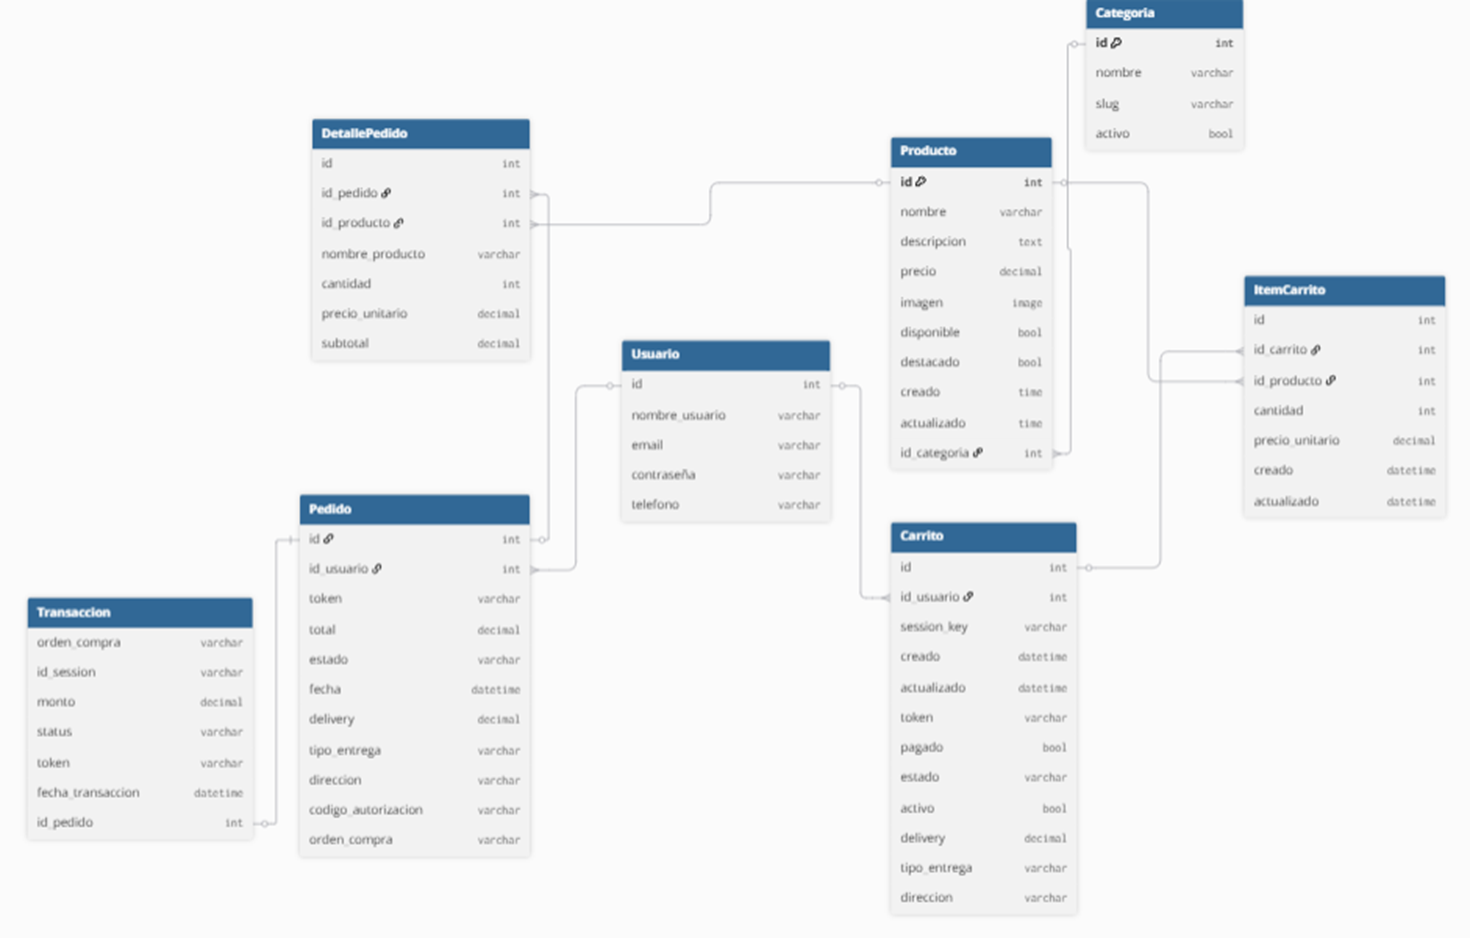 Categoria
id int
nombre varchar
slug varchar
activo bool
DetallePedido
id int
id_pedido int
id_producto int
nombre_producto varchar
cantidad int
precio_unitario decimal
subtotal decimal
Producto
id int
nombre varchar
descripcion text
precio decimal
imagen image
disponible bool
destacado bool
creado time
actualizado time
id_categoria int
ItemCarrito
id int
id_carrito int
id_producto int
cantidad int
precio_unitario decimal
creado datetime
actualizado datetime
Usuario
id int
nombre_usuario varchar
email varchar
contraseña varchar
telefono varchar
Pedido
id int
id_usuario int
token varchar
total decimal
estado varchar
fecha datetime
delivery decimal
tipo_entrega varchar
direccion varchar
codigo_autorizacion varchar
orden_compra varchar
Carrito
id int
id_usuario int
session_key varchar
creado datetime
actualizado datetime
token varchar
pagado bool
estado varchar
activo bool
delivery decimal
tipo_entrega varchar
direccion varchar
Transaccion
orden_compra varchar
id_session varchar
monto decimal
status varchar
token varchar
fecha_transaccion datetime
id_pedido int